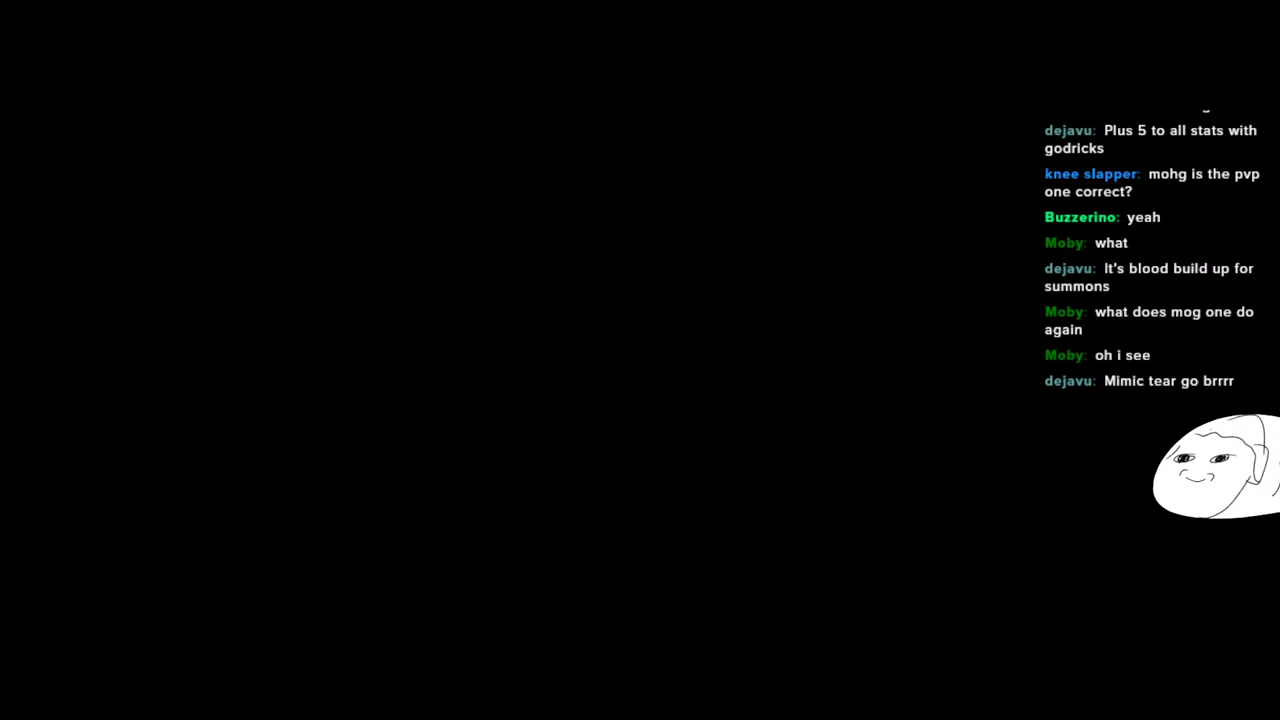 dejavu: Plus 5 to all stats with
godricks
knee slapper: mohg is the pvp
one correct?
Buzzerino: yeah
Moby: what
dejavu: It's blood build up for
summons
Moby: what does mog one do
again
Moby: oh i see
dejavu: Mimic tear go brrrr